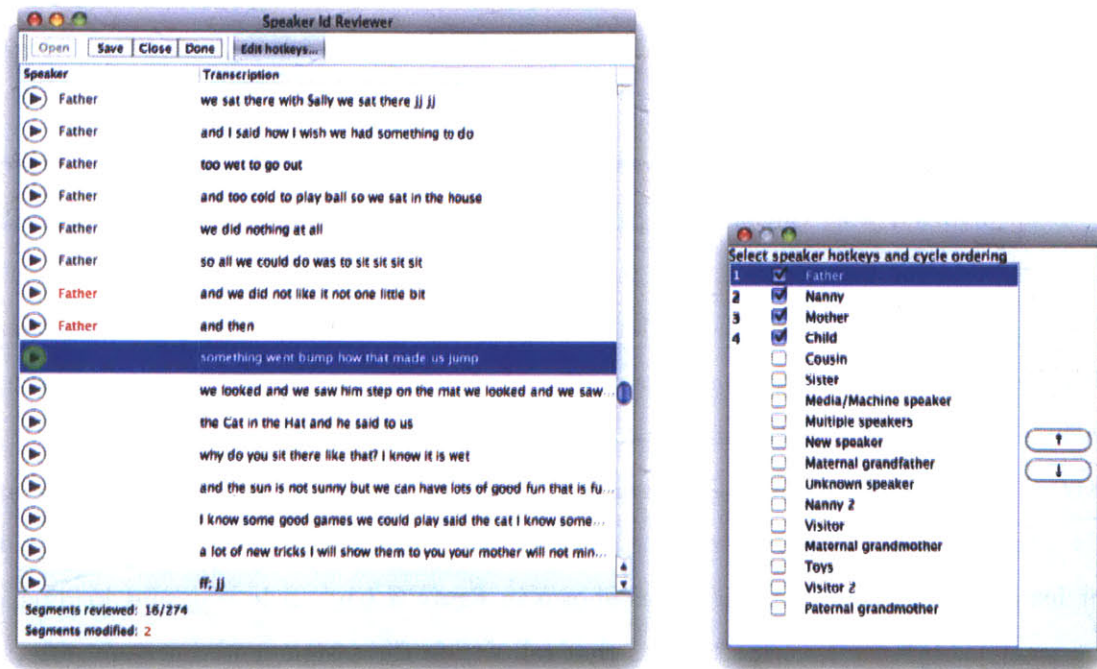 Speaker Id Reviewer
Open Save Close Done Edit hotkeys...
Speaker Transcription
Father we sat there with Sally we sat there jj jj
Father and I said how I wish we had something to do
Father too wet to go out
Father and too cold to play ball so we sat in the house
Father we did nothing at all
Father so all we could do was to sit sit sit sit
Father and we did not like it not one little bit
Father and then
something went bump how that made us jump
we looked and we saw him step on the mat we looked and we saw...
the Cat in the Hat and he said to us
why do you sit there like that? I know it is wet
and the sun is not sunny but we can have lots of good fun that is fu...
I know some good games we could play said the cat I know some...
a lot of new tricks I will show them to you your mother will not min...
ff; jj
Segments reviewed: 16/274
Segments modified: 2
Select speaker hotkeys and cycle ordering
1 Father
2 Nanny
3 Mother
4 Child
Cousin
Sister
Media/Machine speaker
Multiple speakers
New speaker
Maternal grandfather
Unknown speaker
Nanny 2
Visitor
Maternal grandmother
Toys
Visitor 2
Paternal grandmother